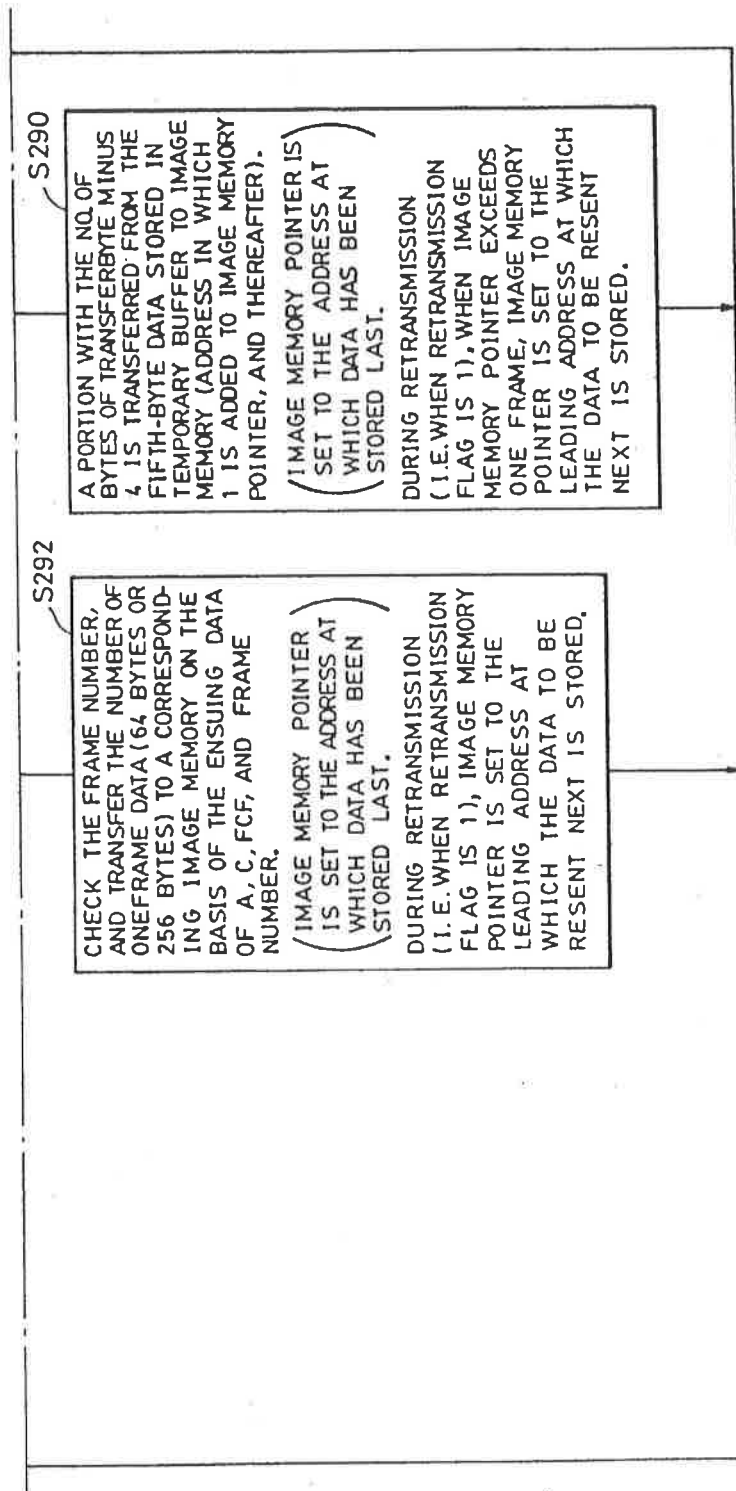 S292
CHECK THE FRAME NUMBER,
AND TRANSFER THE NUMBER OF
ONEFRAME DATA (64 BYTES OR
256 BYTES) TO A CORRESPOND-
ING IMAGE MEMORY ON THE
BASIS OF THE ENSUING DATA
OF A, C, FCF, AND FRAME
NUMBER.
(IMAGE MEMORY POINTER
IS SET TO THE ADDRESS AT
WHICH DATA HAS BEEN
STORED LAST.)
DURING RETRANSMISSION
(I.E. WHEN RETRANSMISSION
FLAG IS 1), IMAGE MEMORY
POINTER IS SET TO THE
LEADING ADDRESS AT
WHICH THE DATA TO BE
RESENT NEXT IS STORED.
S290
A PORTION WITH THE NO. OF
BYTES OF TRANSFERBYTE MINUS
4 IS TRANSFERRED FROM THE
FIFTH-BYTE DATA STORED IN
TEMPORARY BUFFER TO IMAGE
MEMORY (ADDRESS IN WHICH
1 IS ADDED TO IMAGE MEMORY
POINTER, AND THEREAFTER).
(IMAGE MEMORY POINTER IS
SET TO THE ADDRESS AT
WHICH DATA HAS BEEN
STORED LAST.)
DURING RETRANSMISSION
(I.E. WHEN RETRANSMISSION
FLAG IS 1), WHEN IMAGE
MEMORY POINTER EXCEEDS
ONE FRAME, IMAGE MEMORY
POINTER IS SET TO THE
LEADING ADDRESS AT WHICH
THE DATA TO BE RESENT
NEXT IS STORED.